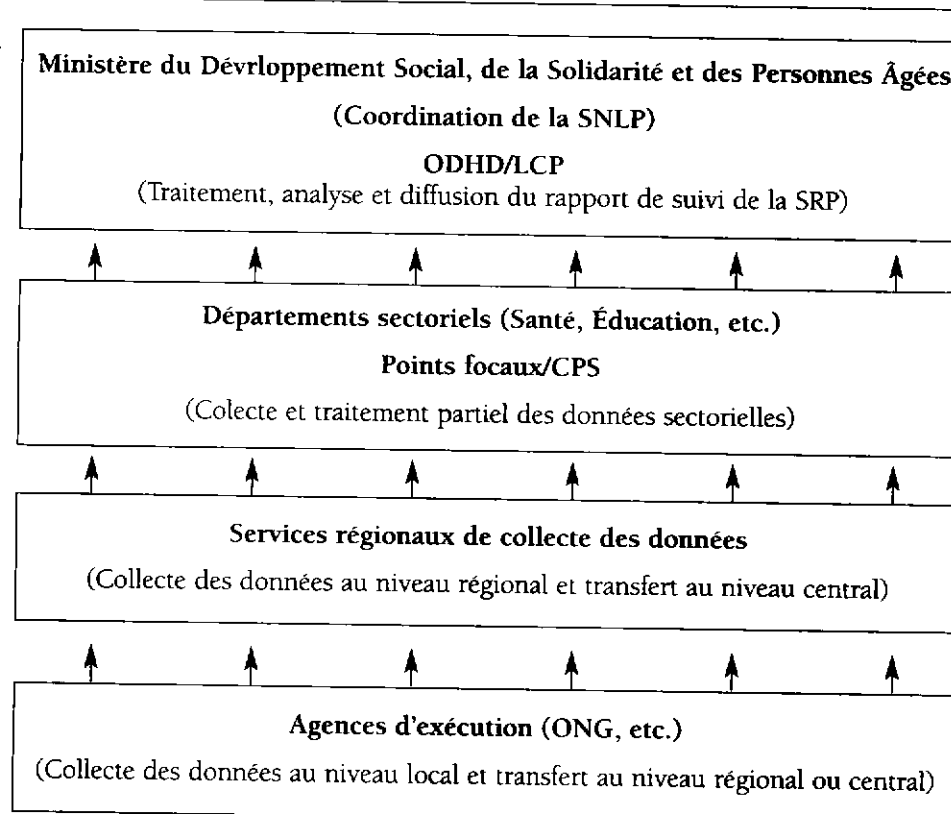 Ministère du Dévrloppement Social, de la Solidarité et des Personnes Âgées
(Coordination de la SNLP)
ODHD/LCP
(Traitement, analyse et diffusion du rapport de suivi de la SRP)
Départements sectoriels (Santé, Éducation, etc.)
Points focaux/CPS
(Colecte et traitement partiel des données sectorielles)
Services régionaux de collecte des données
(Collecte des données au niveau régional et transfert au niveau central)
Agences d'exécution (ONG, etc.)
(Collecte des données au niveau local et transfert au niveau régional ou central)